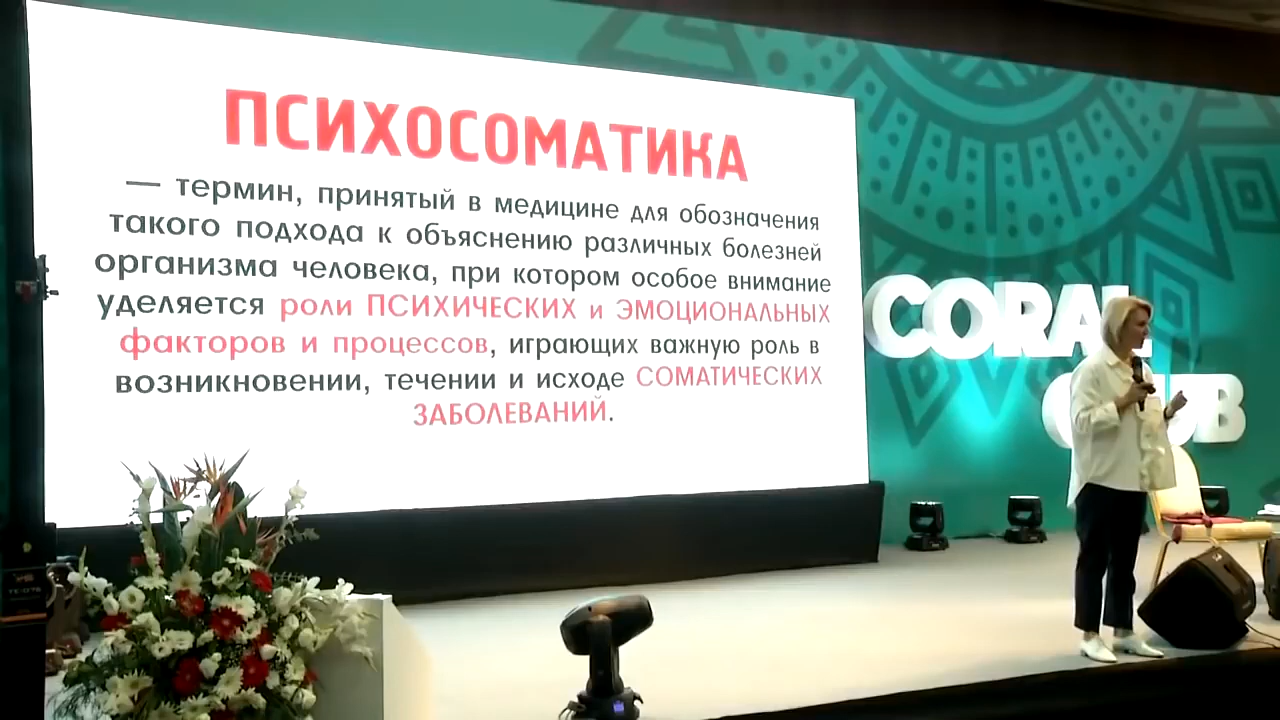 ПСИХОСОМАТИКА
— термин, принятый в медицине для обозначения
такого подхода к объяснению различных болезней
организма человека, при котором особое внимание
уделяется роли ПСИХИЧЕСКИХ и ЭМОЦИОНАЛЬНЫХ
факторов и процессов, играющих важную роль в
возникновении, течении и исходе СОМАТИЧЕСКИХ
ЗАБОЛЕВАНИЙ.
CORAL